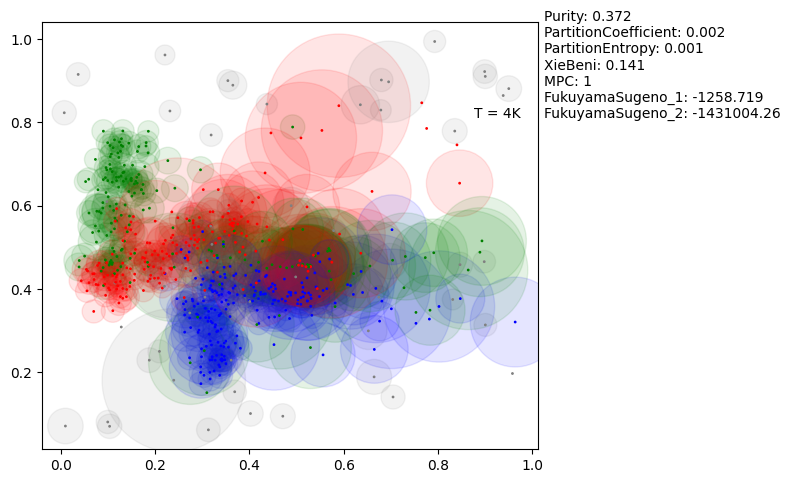 Purity: 0.372
PartitionCoefficient: 0.002
PartitionEntropy: 0.001
XieBeni: 0.141
MPC: 1
FukuyamaSugeno_1: -1258.719
FukuyamaSugeno_2: -1431004.26
T = 4K
1.0
0.8
0.6
0.4
0.2
0.0 0.2 0.4 0.6 0.8 1.0